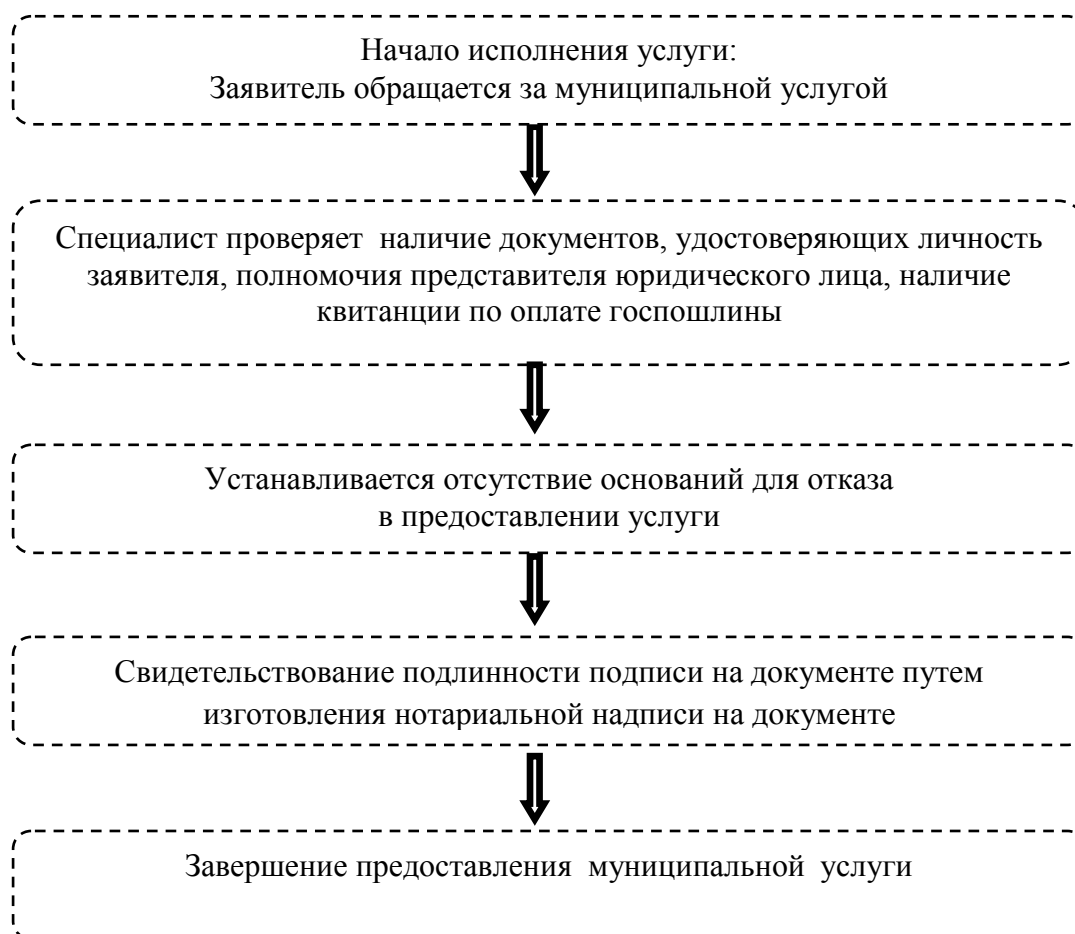 Начало исполнения услуги:
Заявитель обращается за муниципальной услугой
Специалист проверяет наличие документов, удостоверяющих личность
заявителя, полномочия представителя юридического лица, наличие
квитанции по оплате госпошлины
Устанавливается отсутствие оснований для отказа
в предоставлении услуги
Свидетельствование подлинности подписи на документе путем
изготовления нотариальной надписи на документе
Завершение предоставления муниципальной услуги